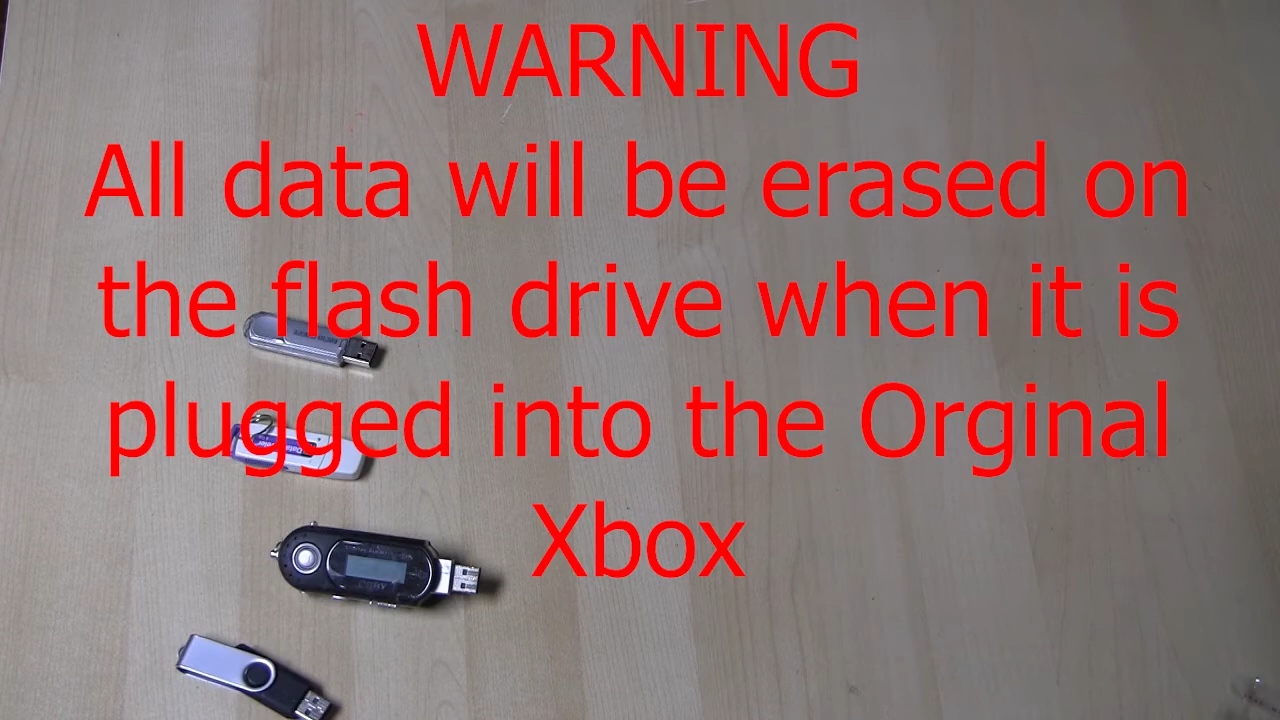 WARNING
All data will be erased on
the flash drive when it is
plugged into the Orginal
Xbox